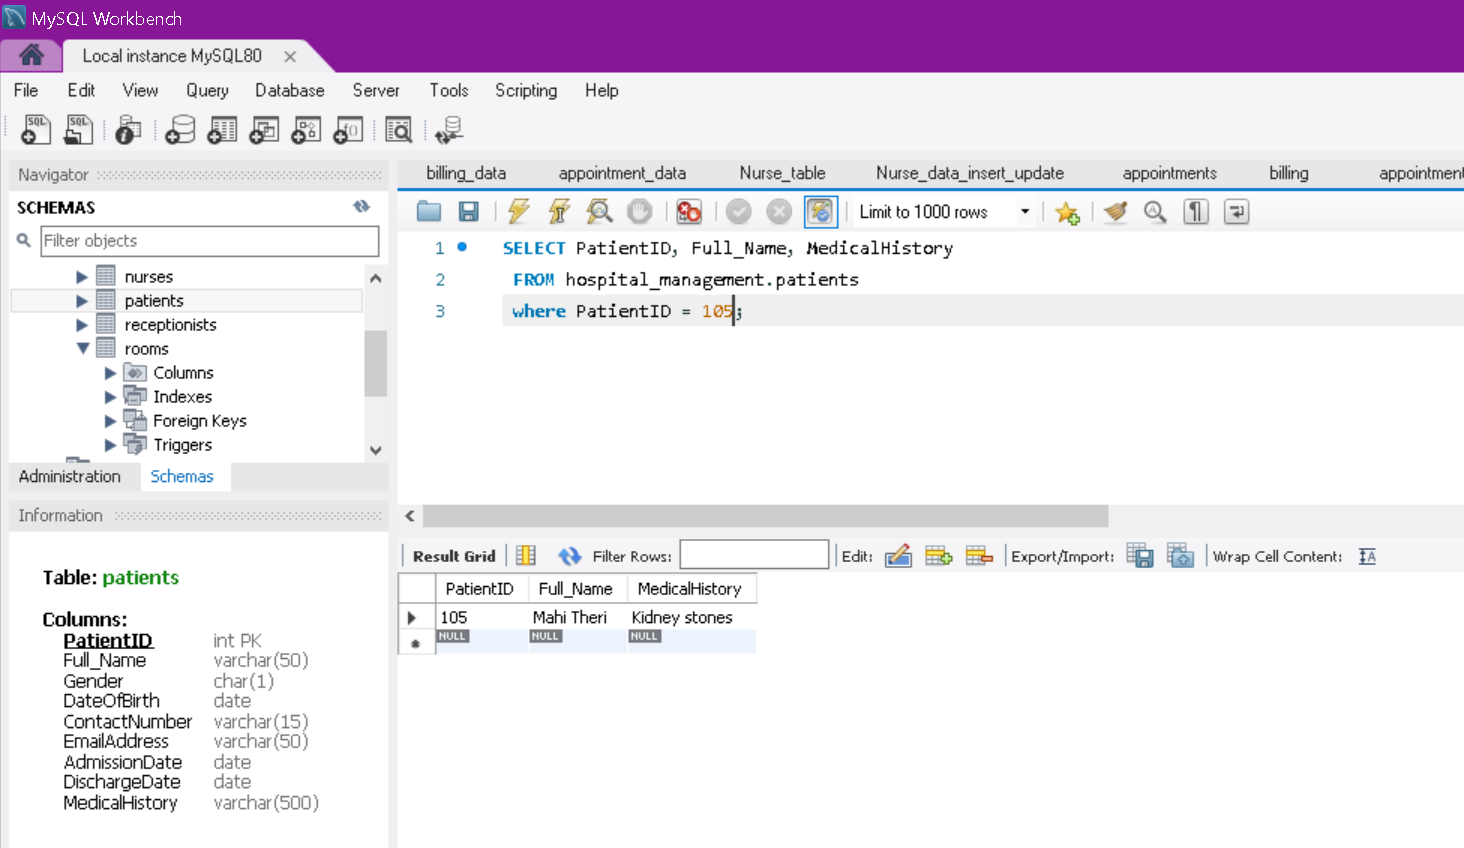 MySQL Workbench
Local instance MySQL80
File Edit View Query Database Server Tools Scripting Help
Navigator
SCHEMAS
Filter objects
nurses
patients
receptionists
rooms
Columns
Indexes
Foreign Keys
Triggers
Administration Schemas
Information
Table: patients
Columns:
PatientID int PK
Full_Name varchar(50)
Gender char(1)
DateOfBirth date
ContactNumber varchar(15)
EmailAddress varchar(50)
AdmissionDate date
DischargeDate date
MedicalHistory varchar(500)
billing_data appointment_data Nurse_table Nurse_data_insert_update appointments billing appointment
Limit to 1000 rows
1 SELECT PatientID, Full_Name, MedicalHistory
2 FROM hospital_management.patients
3 where PatientID = 105;
Result Grid Filter Rows: Edit: Export/Import: Wrap Cell Content:
PatientID Full_Name MedicalHistory
105 Mahi Theri Kidney stones
NULL NULL NULL